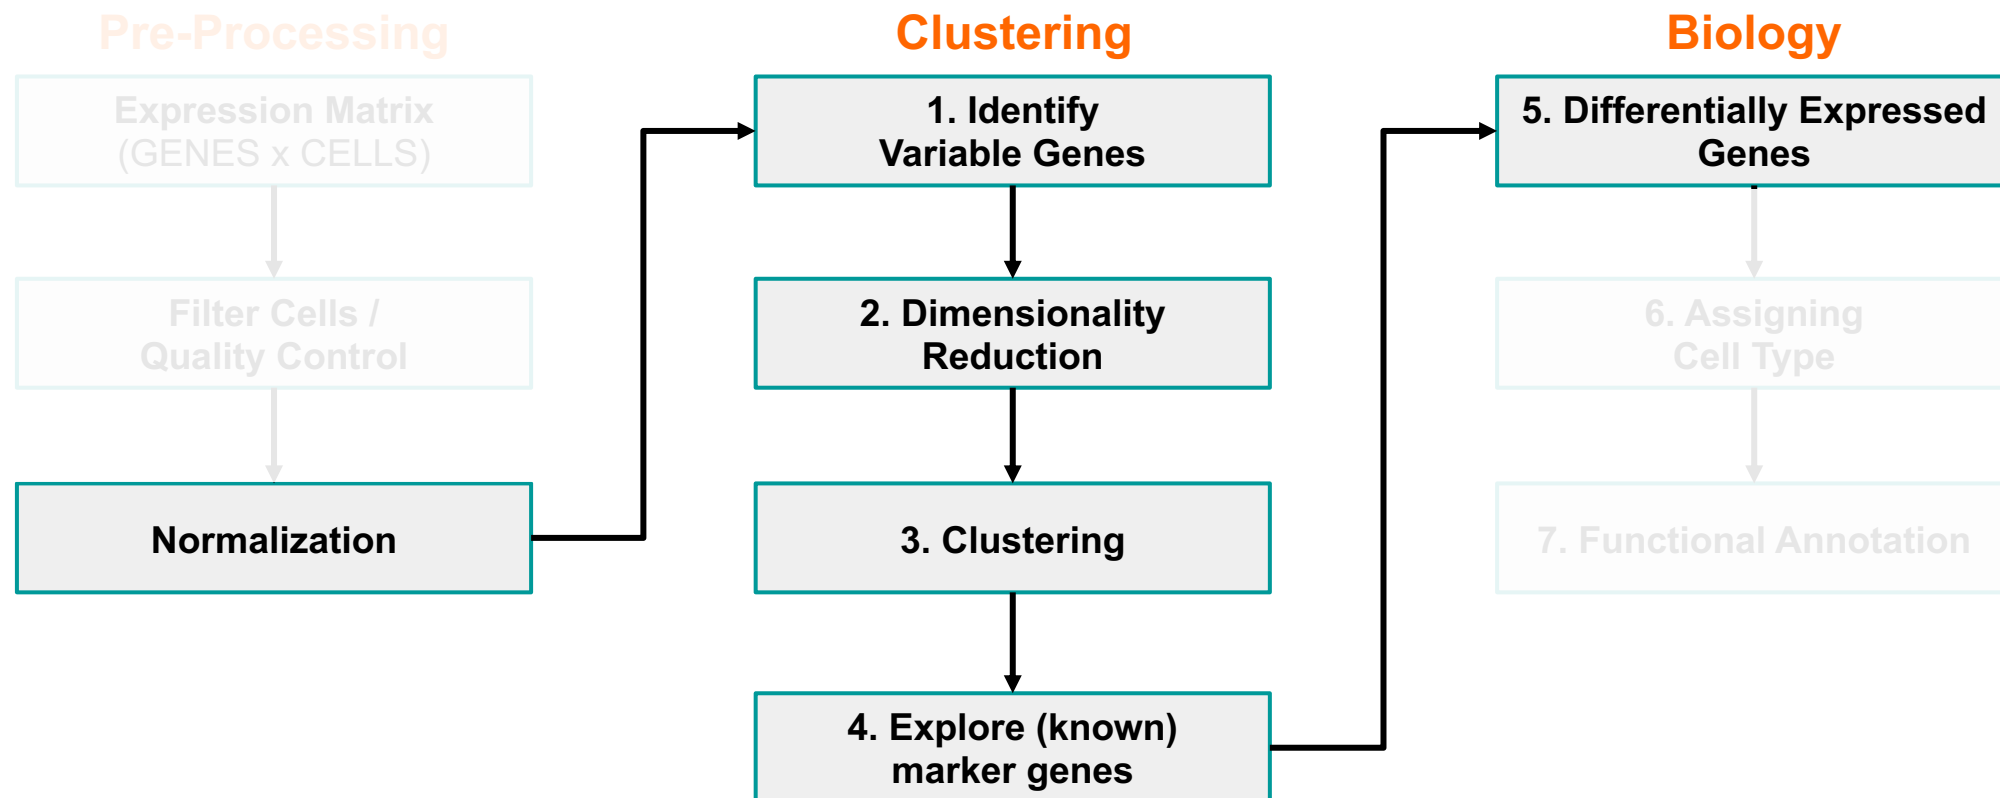 Pre-Processing
Expression Matrix
(GENES x CELLS)
Filter Cells /
Quality Control
Normalization
Clustering
1. Identify
Variable Genes
2. Dimensionality
Reduction
3. Clustering
4. Explore (known)
marker genes
Biology
5. Differentially Expressed
Genes
6. Assigning
Cell Type
7. Functional Annotation